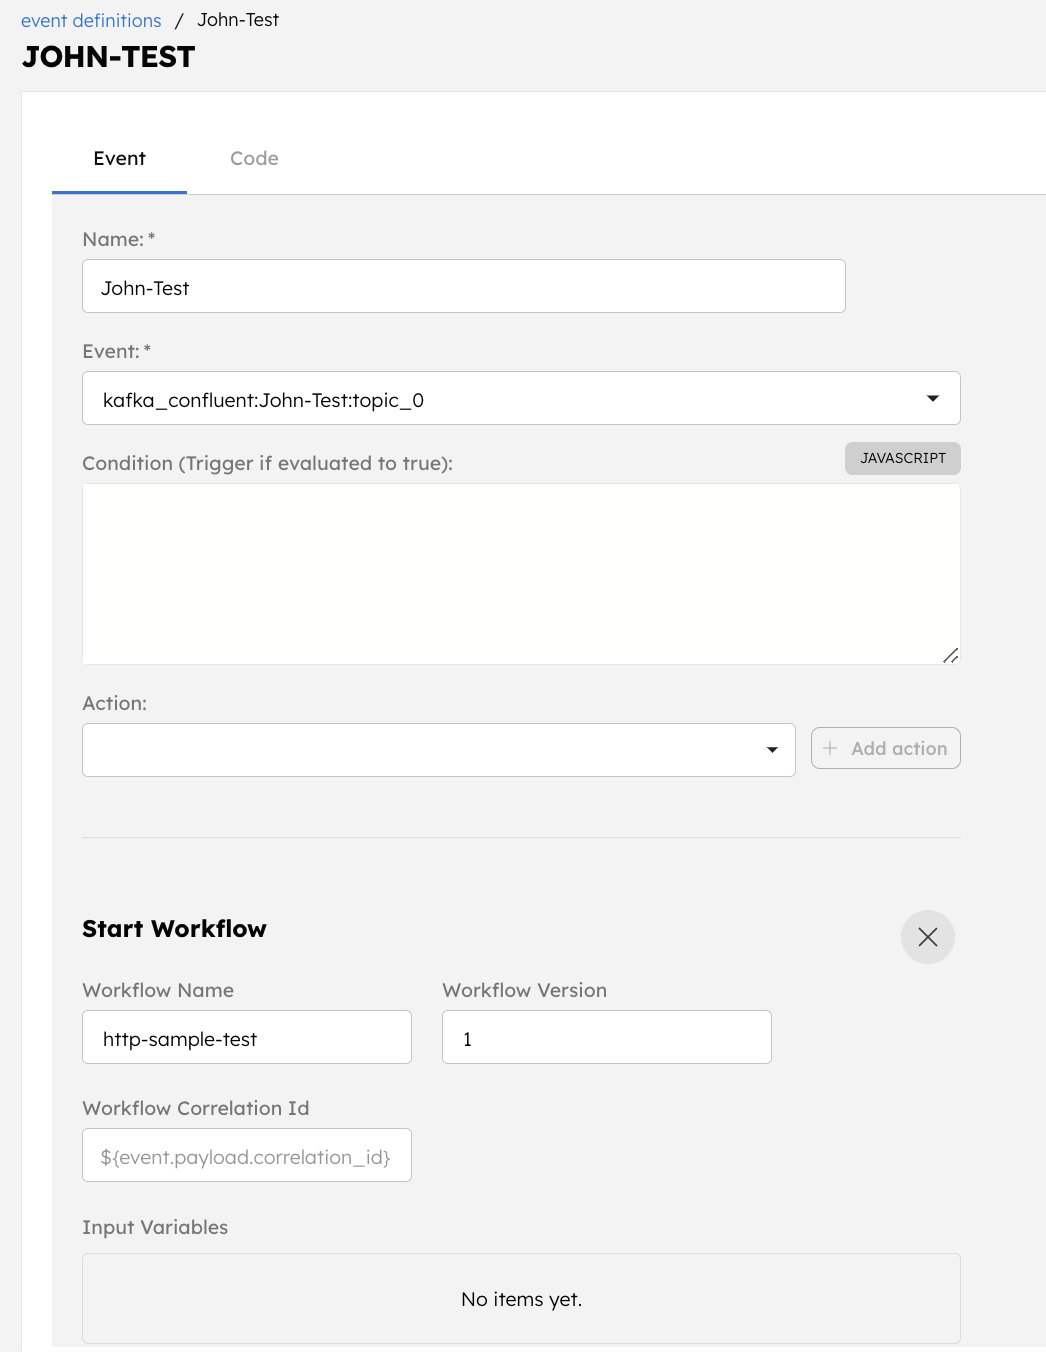 event definitions / John-Test
JOHN-TEST
Event Code
Name: *
John-Test
Event: *
kafka_confluent:John-Test:topic_0
Condition (Trigger if evaluated to true): JAVASCRIPT
Action:
+ Add action
Start Workflow
Workflow Name Workflow Version
http-sample-test 1
Workflow Correlation Id
${event.payload.correlation_id}
Input Variables
No items yet.